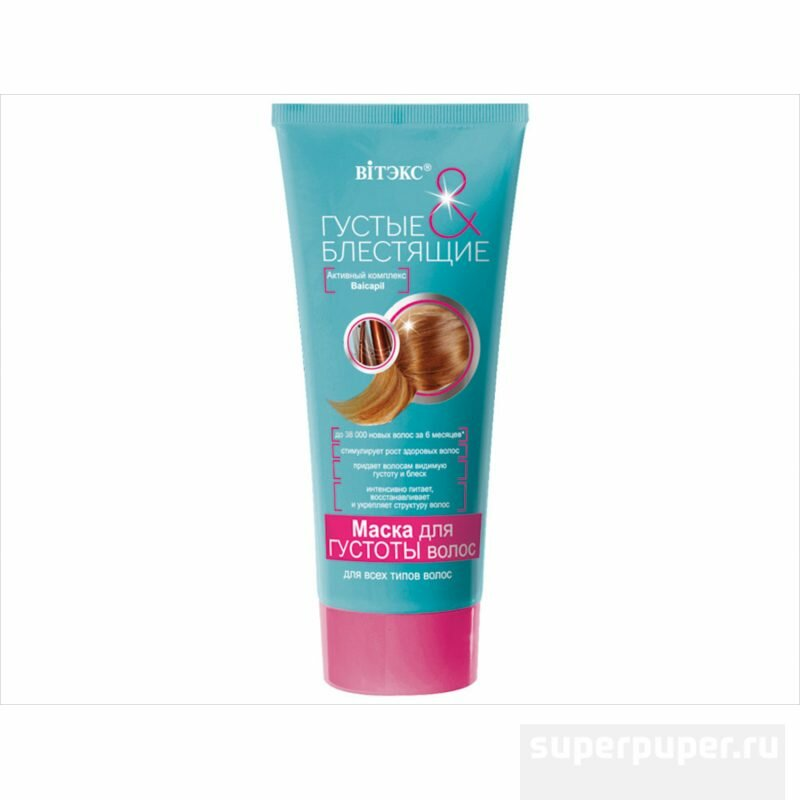 ВІТЭКС®
ГУСТЫЕ &
БЛЕСТЯЩИЕ
Активный комплекс
Baicapil
до 38 000 новых волос за 6 месяцев*
стимулирует рост здоровых волос
придает волосам видимую
густоту и блеск
интенсивно питает,
восстанавливает
и укрепляет структуру волос
Маска для
ГУСТОТЫ волос
для всех типов волос
superpuper.ru